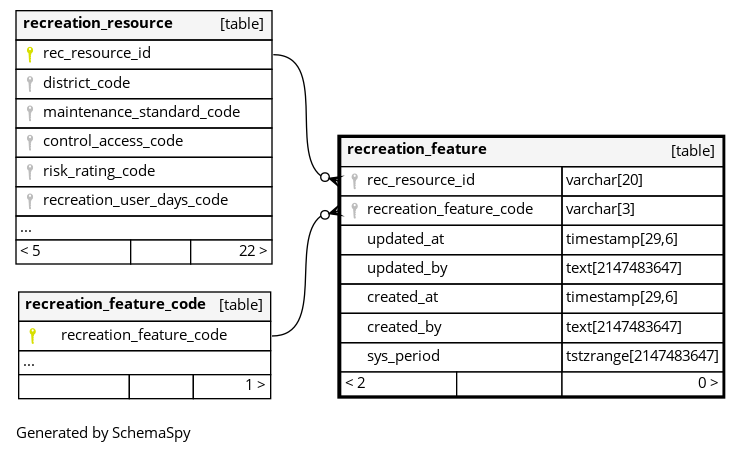 recreation_resource [table]
rec_resource_id
district_code
maintenance_standard_code
control_access_code
risk_rating_code
recreation_user_days_code
...
< 5 22 >
recreation_feature_code [table]
recreation_feature_code
...
1 >
recreation_feature [table]
rec_resource_id varchar[20]
recreation_feature_code varchar[3]
updated_at timestamp[29,6]
updated_by text[2147483647]
created_at timestamp[29,6]
created_by text[2147483647]
sys_period tstzrange[2147483647]
< 2 0 >
Generated by SchemaSpy